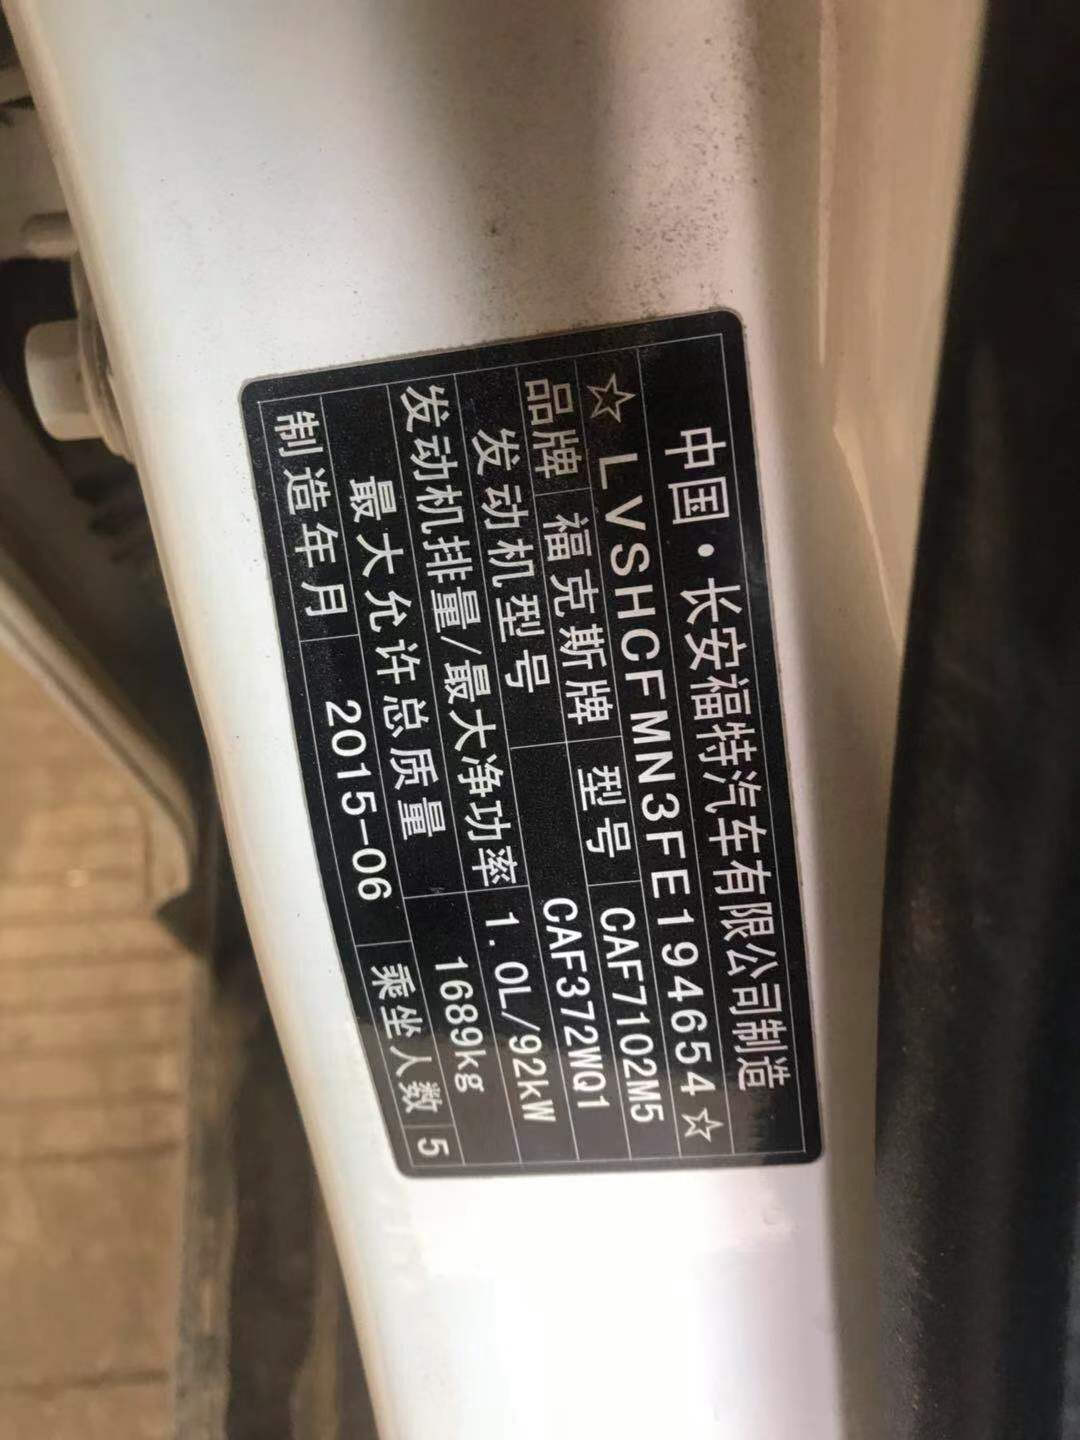 中国·长安福特汽车有限公司制造
☆LVSHCFMN3FE194654☆
品牌 福克斯牌 型号 CAF7102M5
发动机型号 CAF372WQ1
发动机排量/最大净功率 1.0L/92kW
最大允许总质量 1689kg
制造年月 2015-06 乘坐人数 5